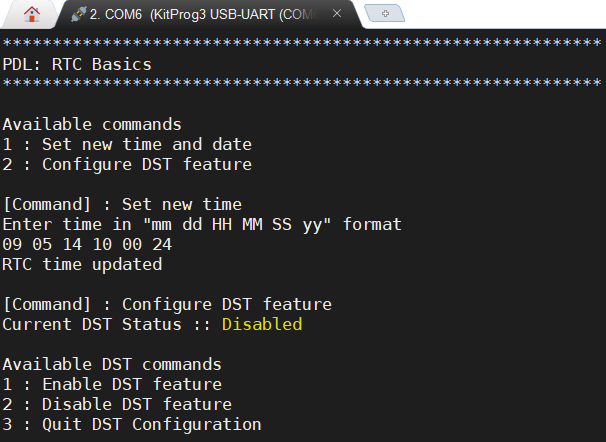 2. COM6 (KitProg3 USB-UART (COM
************************************************************
PDL: RTC Basics
************************************************************
Available commands
1 : Set new time and date
2 : Configure DST feature
[Command] : Set new time
Enter time in "mm dd HH MM SS yy" format
09 05 14 10 00 24
RTC time updated
[Command] : Configure DST feature
Current DST Status :: Disabled
Available DST commands
1 : Enable DST feature
2 : Disable DST feature
3 : Quit DST Configuration